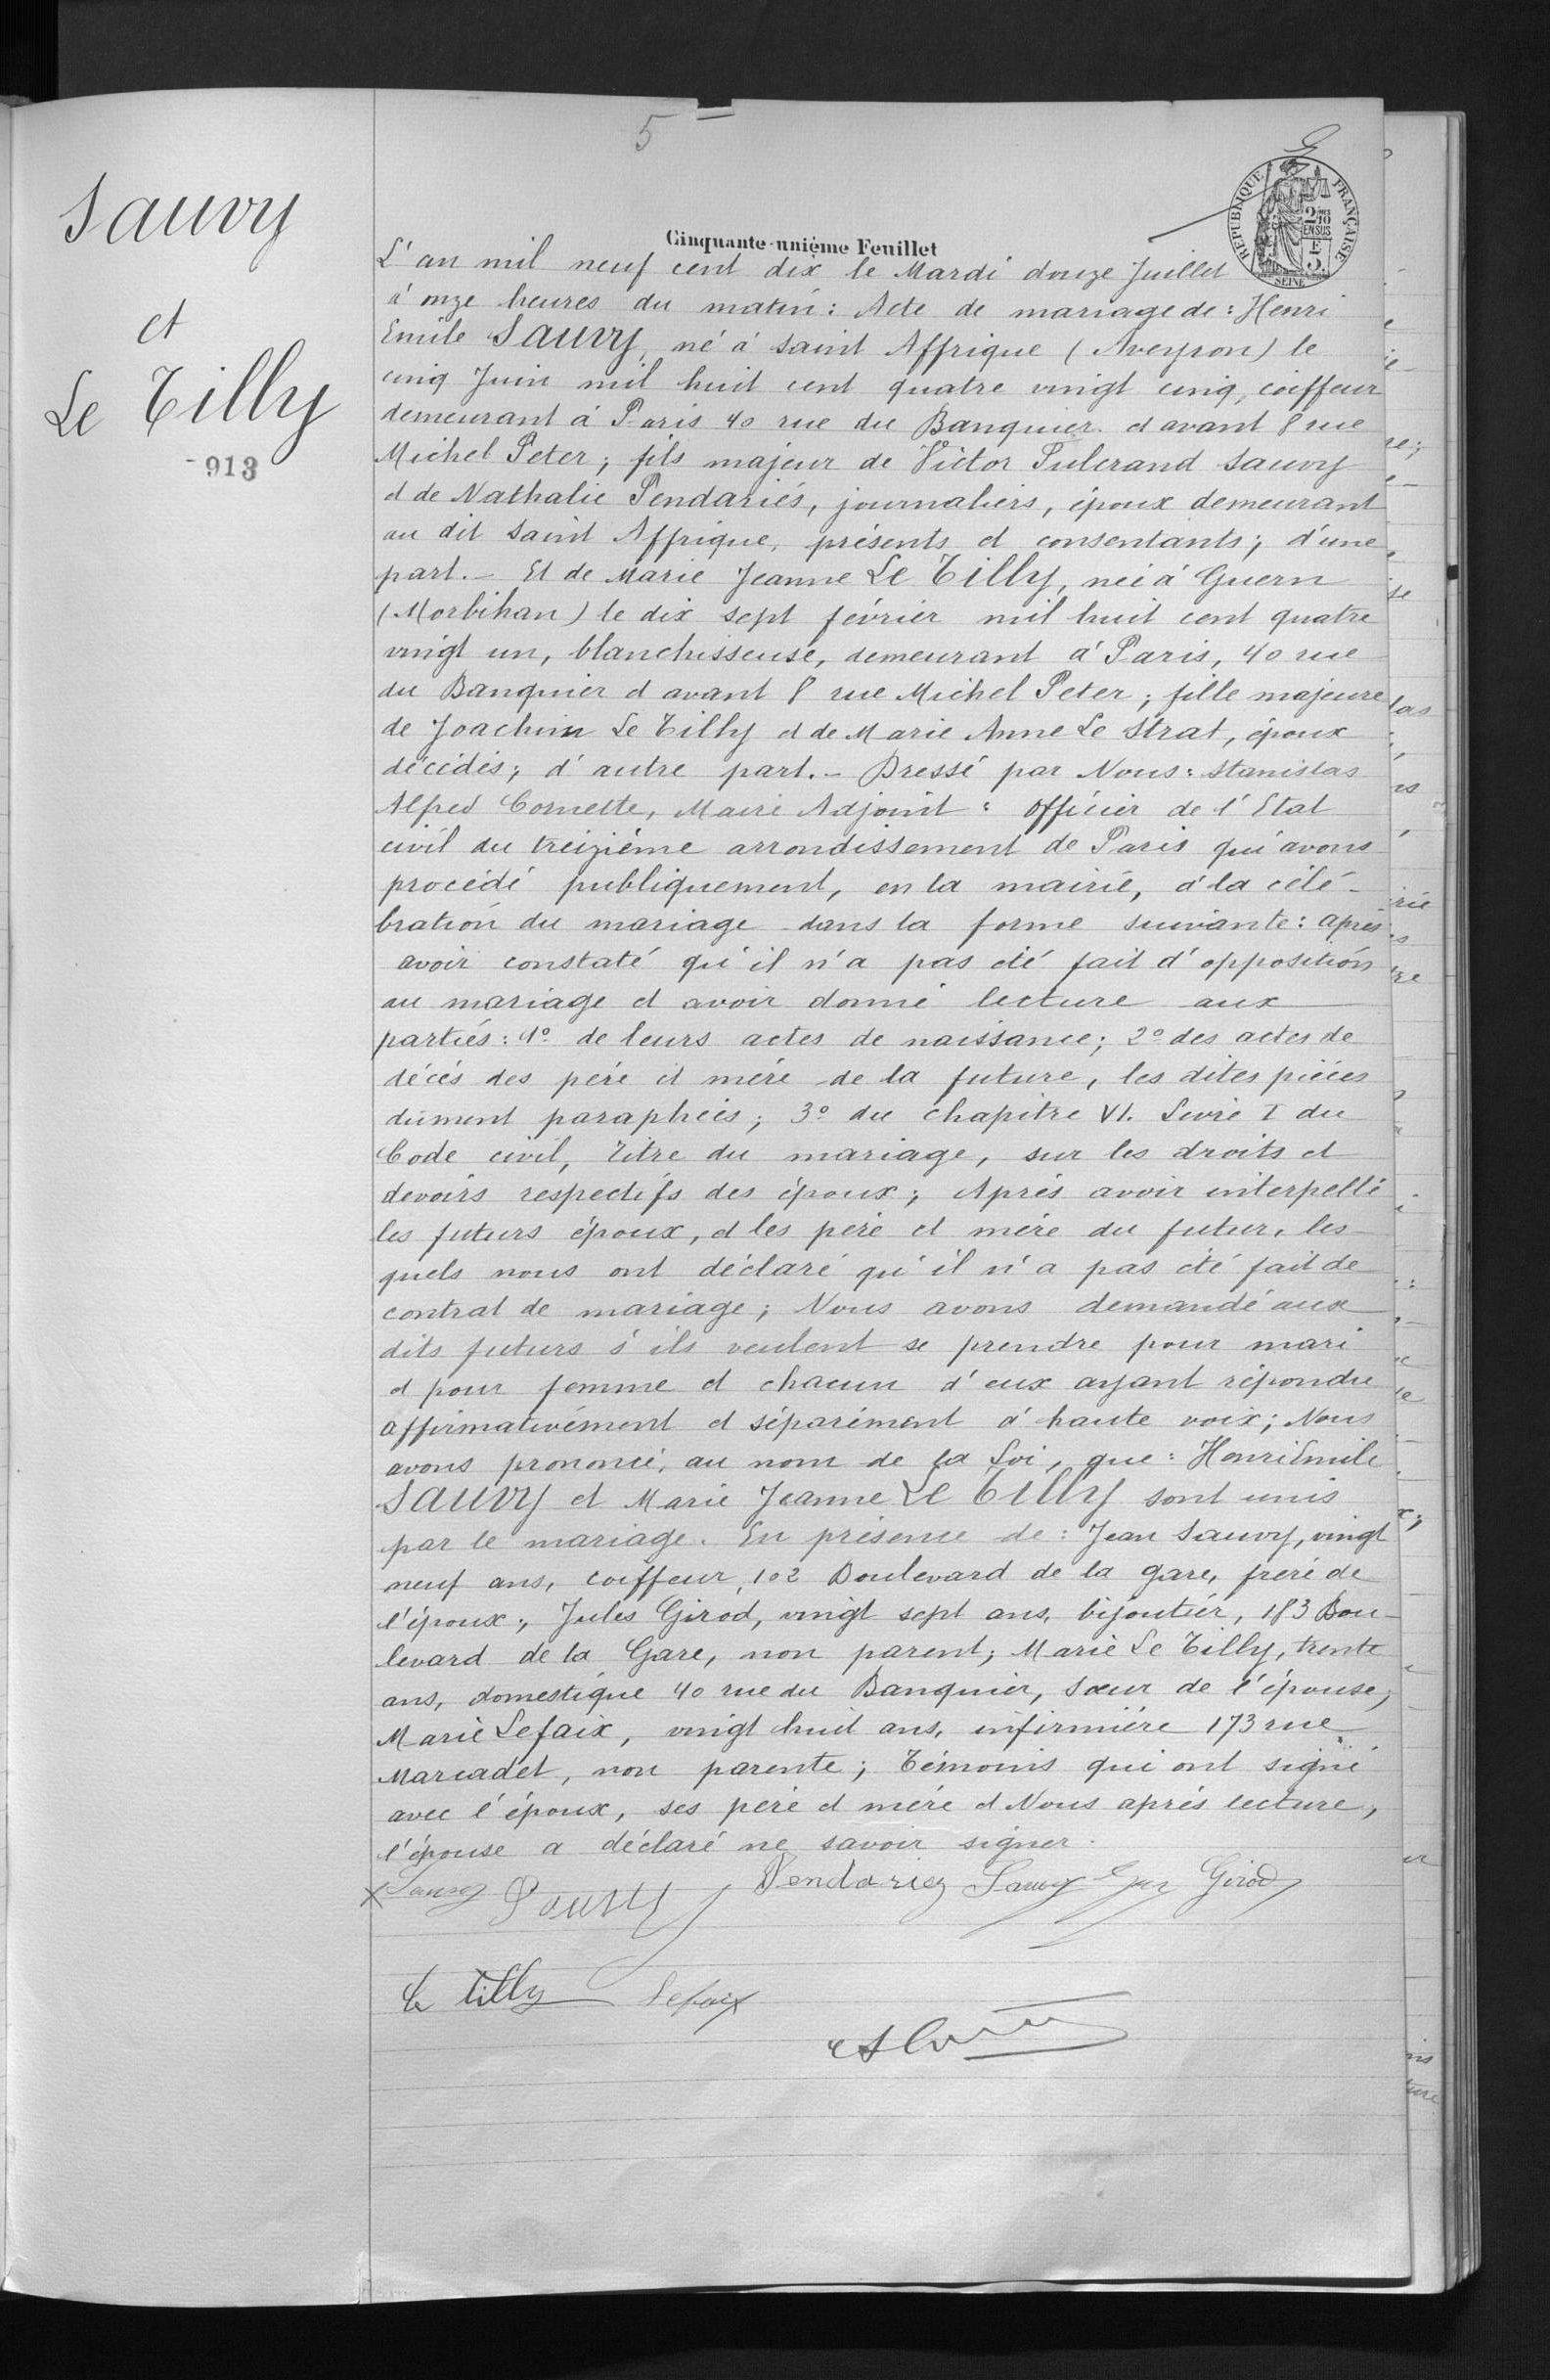 5
Sauvy
et
Le Tilly
913
RÉPUBLIQUE FRANÇAISE
2/10 EN SUS
SEINE
Cinquante-unième Feuillet
L'an mil neuf cent dix le Mardi douze Juillet
à onze heures du matin : Acte de mariage de : Henri
Emile Sauvy, né à Saint Affrique (Aveyron) le
cinq Juin mil huit cent quatre vingt cinq, coiffeur
demeurant à Paris 40 rue du Banquier et avant 8 rue
Michel Peter ; fils majeur de Victor Pulcrand Sauvy
et de Nathalie Pendariés, journaliers, époux demeurant
au dit Saint Affrique, présents et consentants ; d'une
part. – Et de Marie Jeanne Le Tilly, née à Guern
(Morbihan) le dix sept février mil huit cent quatre
vingt un, blanchisseuse, demeurant à Paris, 40 rue
du Banquier et avant 8 rue Michel Peter ; fille majeure
de Joachim Le Tilly et de Marie Anne Le Strat, époux
décédés ; d'autre part. – Dressé par Nous : Stanislas
Alfred Cornette, Maire Adjoint : officier de l'Etat
civil du treizième arrondissement de Paris qui avons
procédé publiquement, en la mairie, à la célé-
bration du mariage dans la forme suivante : après
avoir constaté qu'il n'a pas été fait d'opposition
au mariage et avoir donné lecture aux
parties : 1º de leurs actes de naissance ; 2º des actes de
décès des père et mère de la future, les dites pièces
dûment paraphées ; 3º du chapitre VI. Livre I du
Code civil, Titre du mariage, sur les droits et
devoirs respectifs des époux ; Après avoir interpellé
les futurs époux, et les père et mère du futur, les
quels nous ont déclaré qu'il n'a pas été fait de
contrat de mariage ; Nous avons demandé aux
dits futurs s'ils veulent se prendre pour mari
et pour femme et chacun d'eux ayant répondu
affirmativement et séparément à haute voix ; Nous
avons prononcé, au nom de la Loi, que : Henri Emile
Sauvy et Marie Jeanne Le Tilly sont unis
par le mariage. En présence de : Jean Sauvy, vingt
neuf ans, coiffeur, 102 Boulevard de la gare, frère de
l'époux ; Jules Girod, vingt sept ans, bijoutier, 183 Bou-
levard de la Gare, non parent ; Marie Le Tilly, trente
ans, domestique 40 rue du Banquier, sœur de l'épouse ;
Marie Lefaix, vingt huit ans, infirmière 173 rue
Marcadet, non parente ; Témoins qui ont signé
avec l'époux, ses père et mère et Nous après lecture,
l'épouse a déclaré ne savoir signer.
Sauvy Sauvy Pendariez Sauvy Girod
Le Tilly Lefaix